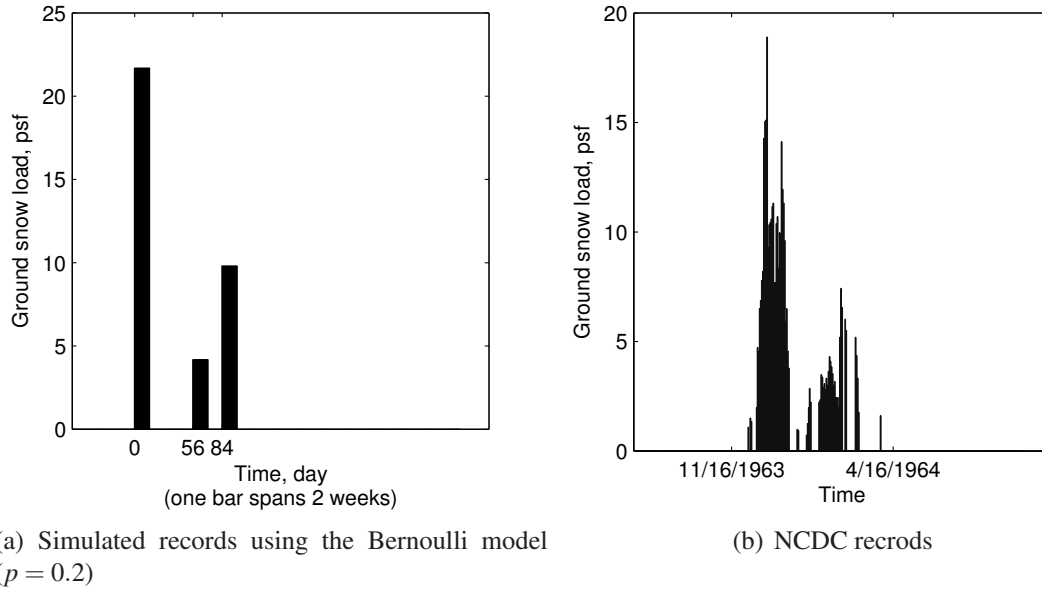 25
20
15
10
5
0
Ground snow load, psf
0 56 84
Time, day
(one bar spans 2 weeks)
20
15
10
5
0
Ground snow load, psf
11/16/1963 4/16/1964
Time
a) Simulated records using the Bernoulli model
p = 0.2)
(b) NCDC recrods